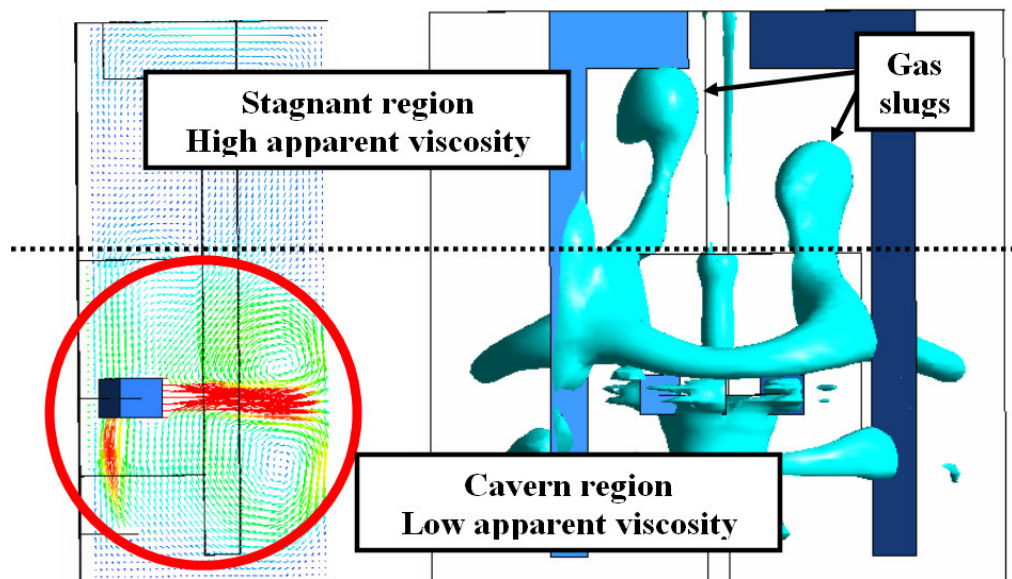 Stagnant region
High apparent viscosity
Gas
slugs
Cavern region
Low apparent viscosity